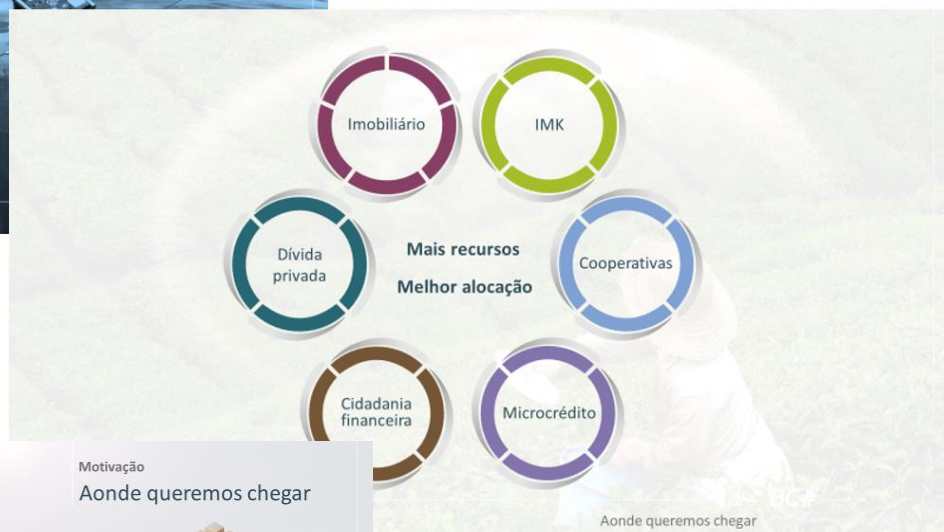 Imobiliário
IMK
Dívida
privada
Mais recursos
Melhor alocação
Cooperativas
Cidadania
financeira
Microcrédito
Motivação
Aonde queremos chegar
BC#
Aonde queremos chegar